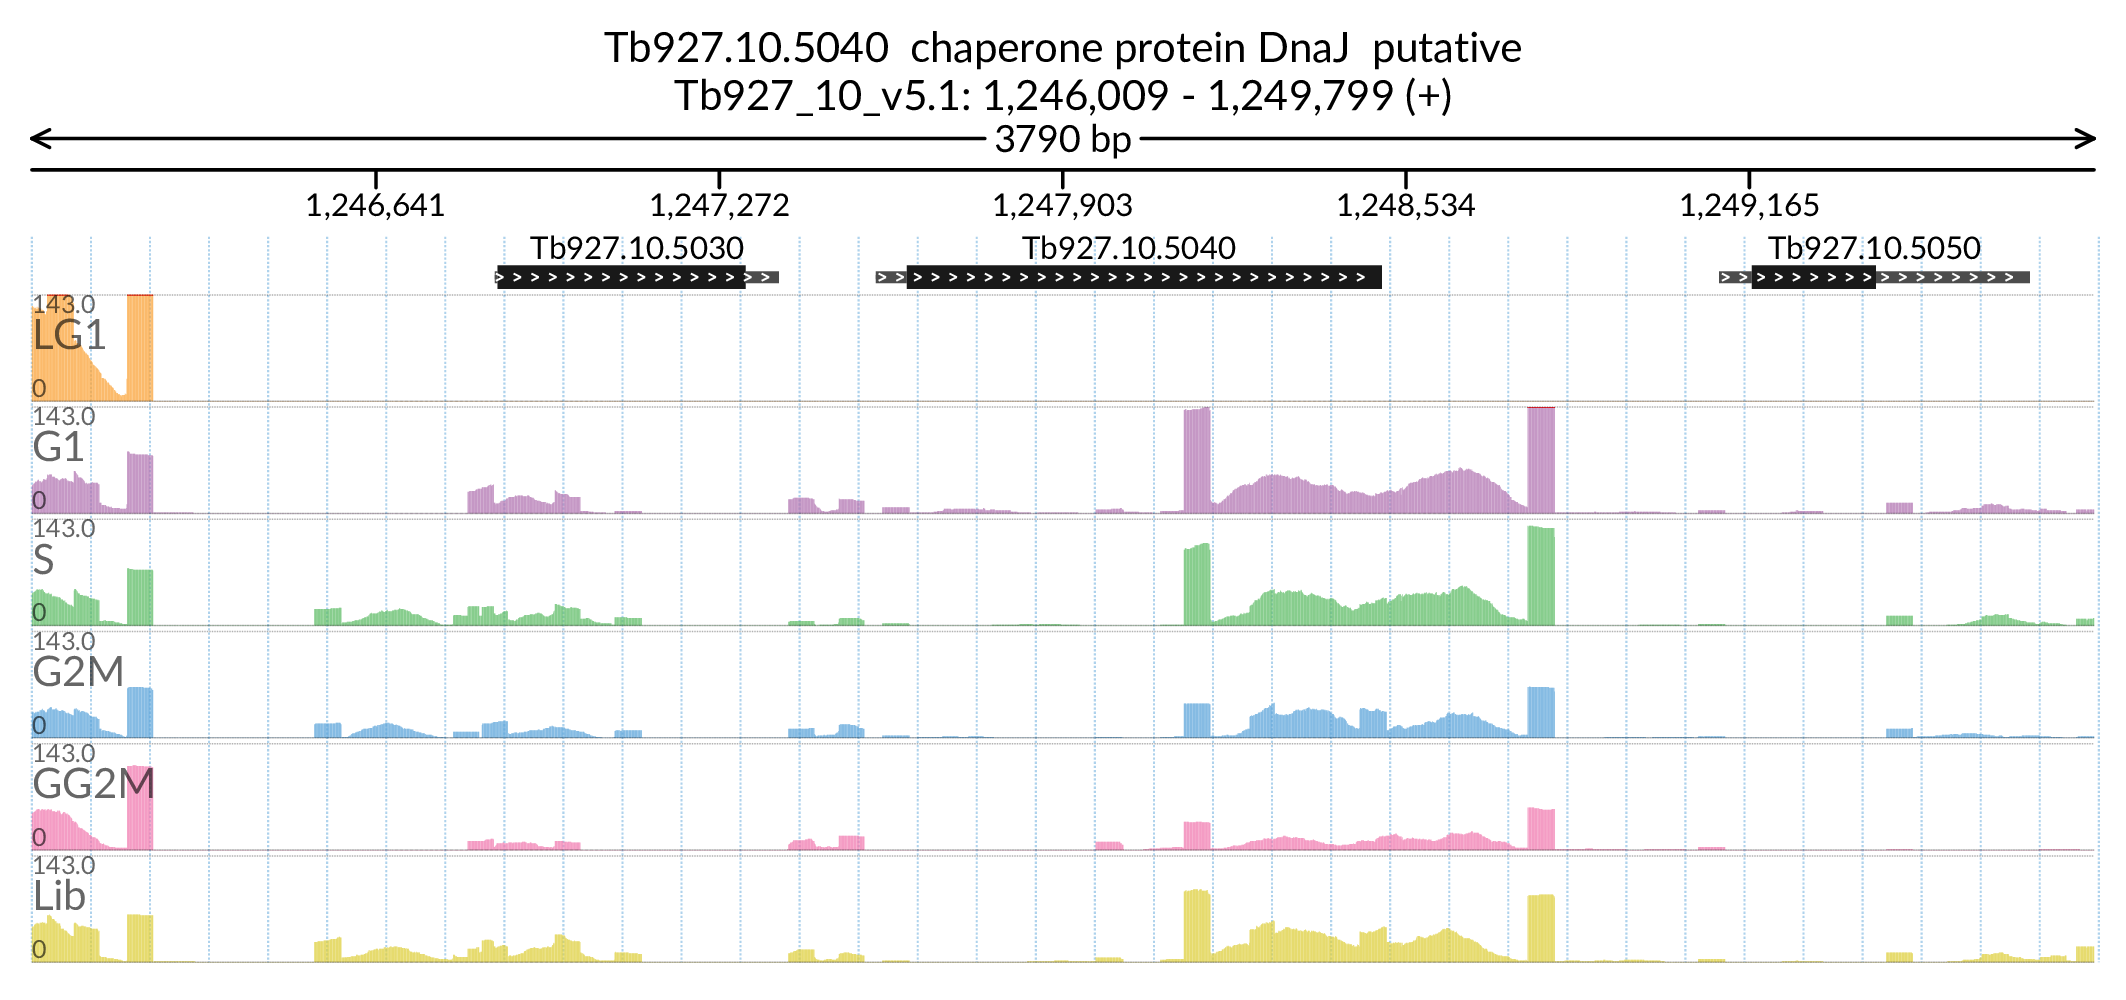 Tb927.10.5040 chaperone protein DnaJ putative
Tb927_10_v5.1: 1,246,009 - 1,249,799 (+)
3790 bp
1,246,641 1,247,272 1,247,903 1,248,534 1,249,165
Tb927.10.5030 Tb927.10.5040 Tb927.10.5050
143.0
LG1
0
143.0
G1
0
143.0
S
0
143.0
G2M
0
143.0
GG2M
0
143.0
Lib
0